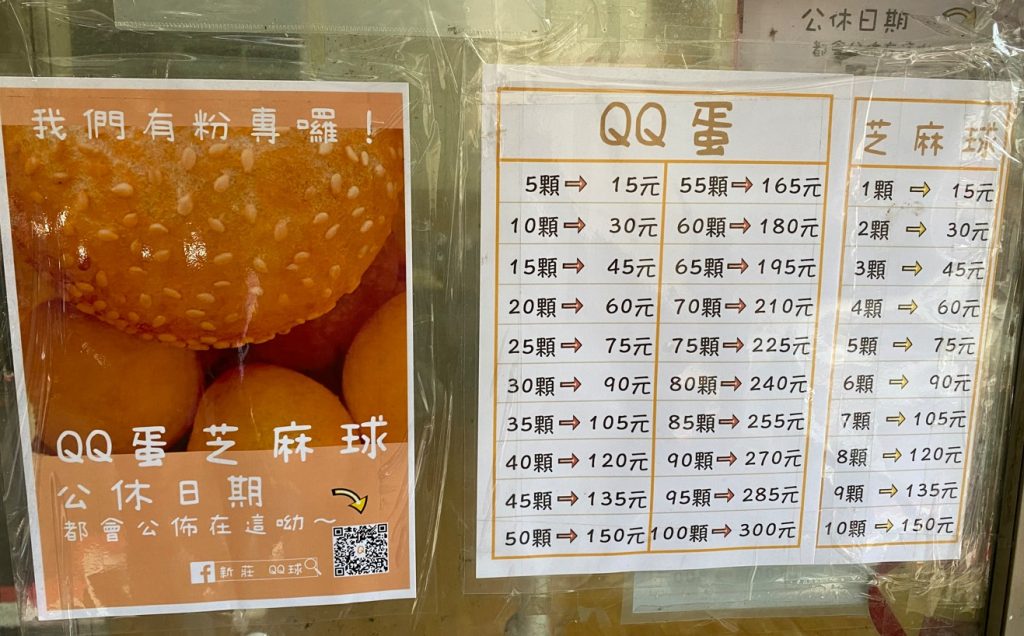 我們有粉專囉！
QQ蛋芝麻球
公休日期
都會公佈在這呦～
新莊 QQ球
QQ蛋
5顆➡ 15元 55顆➡165元
10顆➡ 30元 60顆➡180元
15顆➡ 45元 65顆➡195元
20顆➡ 60元 70顆➡210元
25顆➡ 75元 75顆➡225元
30顆➡ 90元 80顆➡240元
35顆➡105元 85顆➡255元
40顆➡120元 90顆➡270元
45顆➡135元 95顆➡285元
50顆➡150元 100顆➡300元
芝麻球
1顆 ➡ 15元
2顆 ➡ 30元
3顆 ➡ 45元
4顆 ➡ 60元
5顆 ➡ 75元
6顆 ➡ 90元
7顆 ➡105元
8顆 ➡120元
9顆 ➡135元
10顆➡150元
公休日期